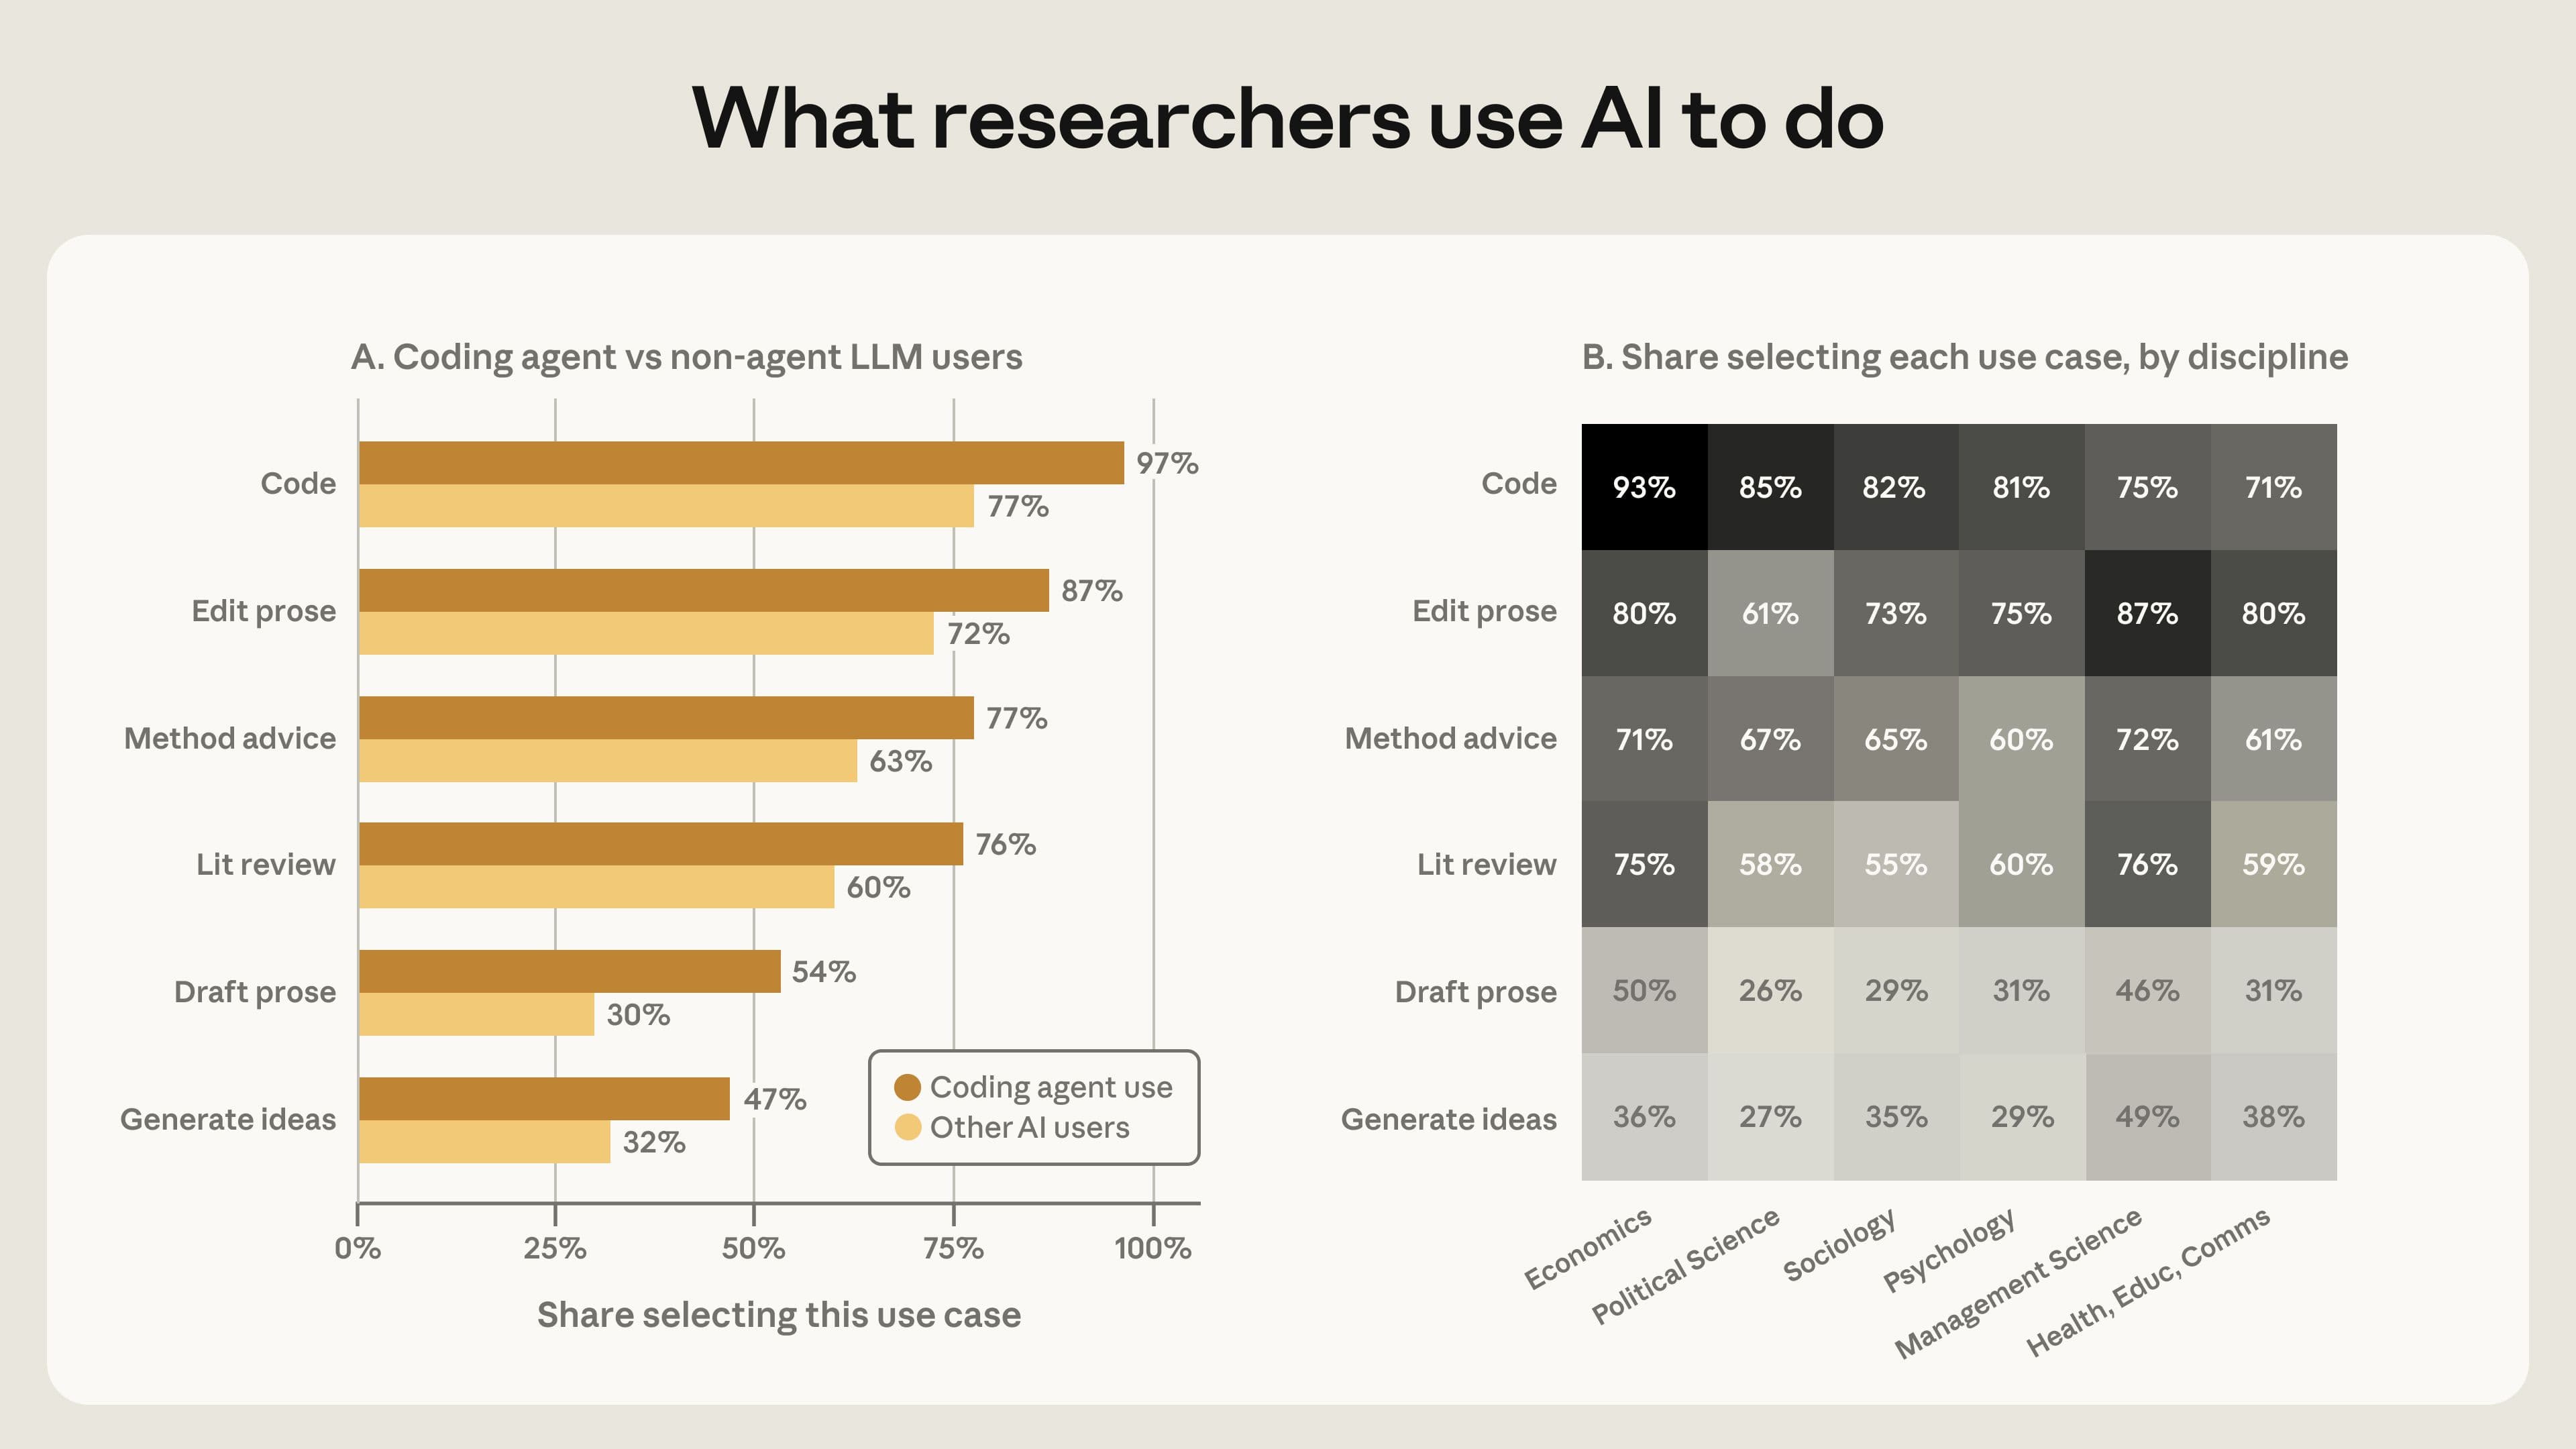 What researchers use AI to do
A. Coding agent vs non-agent LLM users
Code
97%
77%
Edit prose
87%
72%
Method advice
77%
63%
Lit review
76%
60%
Draft prose
54%
30%
Generate ideas
47%
32%
Coding agent use
Other AI users
0% 25% 50% 75% 100%
Share selecting this use case
B. Share selecting each use case, by discipline
Code 93% 85% 82% 81% 75% 71%
Edit prose 80% 61% 73% 75% 87% 80%
Method advice 71% 67% 65% 60% 72% 61%
Lit review 75% 58% 55% 60% 76% 59%
Draft prose 50% 26% 29% 31% 46% 31%
Generate ideas 36% 27% 35% 29% 49% 38%
Economics
Political Science
Sociology
Psychology
Management Science
Health, Educ, Comms